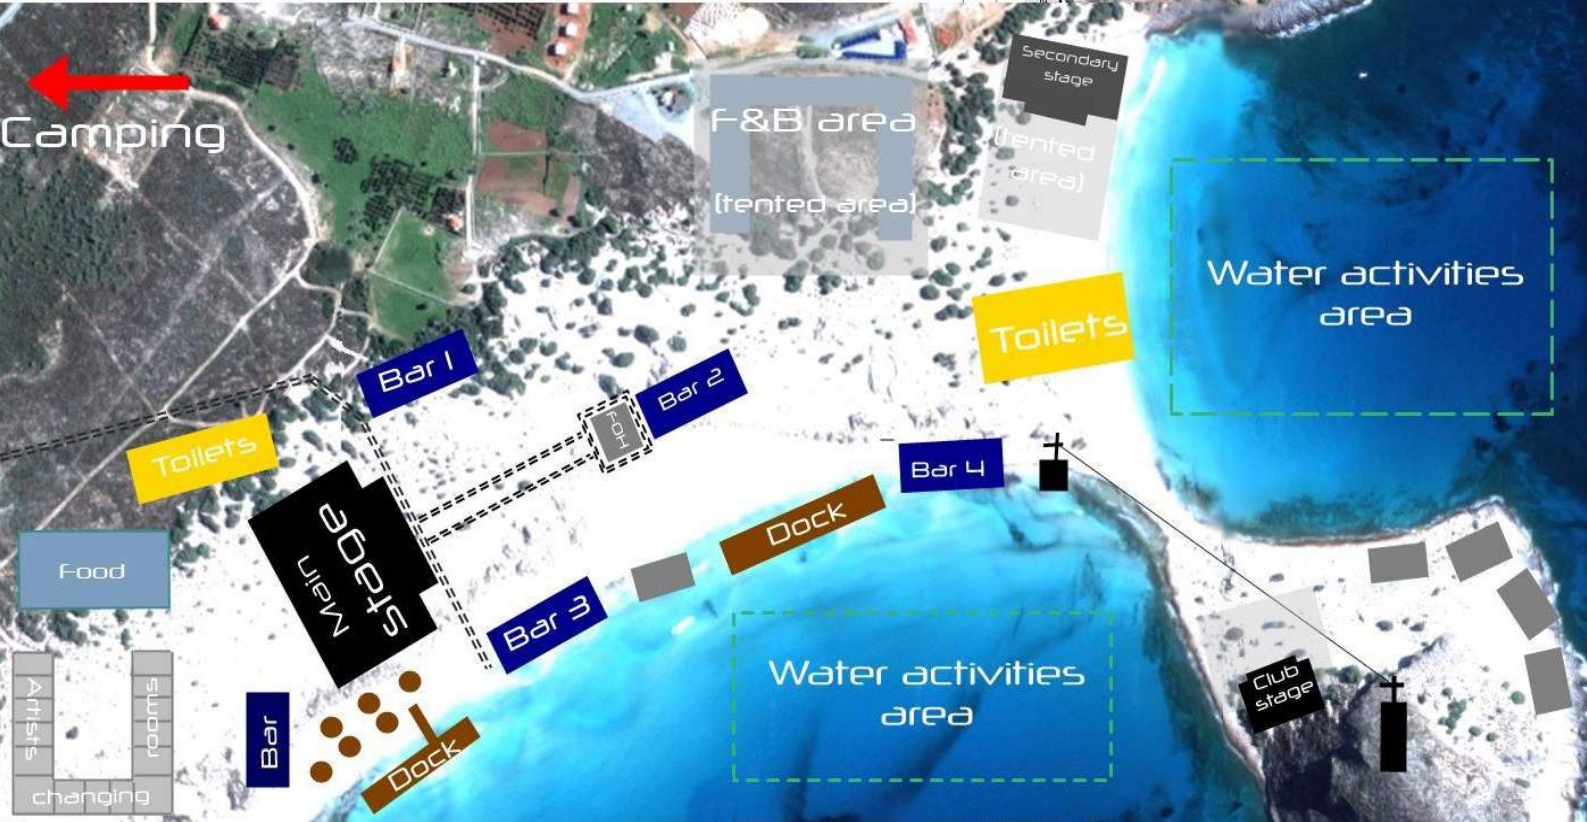 Secondary
stage
(tented
area)
Camping
F&B area
(tented area)
Water activities
area
Toilets
Bar 1
Bar 2
FOH
Toilets
Bar 4
Dock
Main
Stage
Food
Bar 3
Water activities
area
Club
stage
Artists
changing
rooms
Bar
Dock